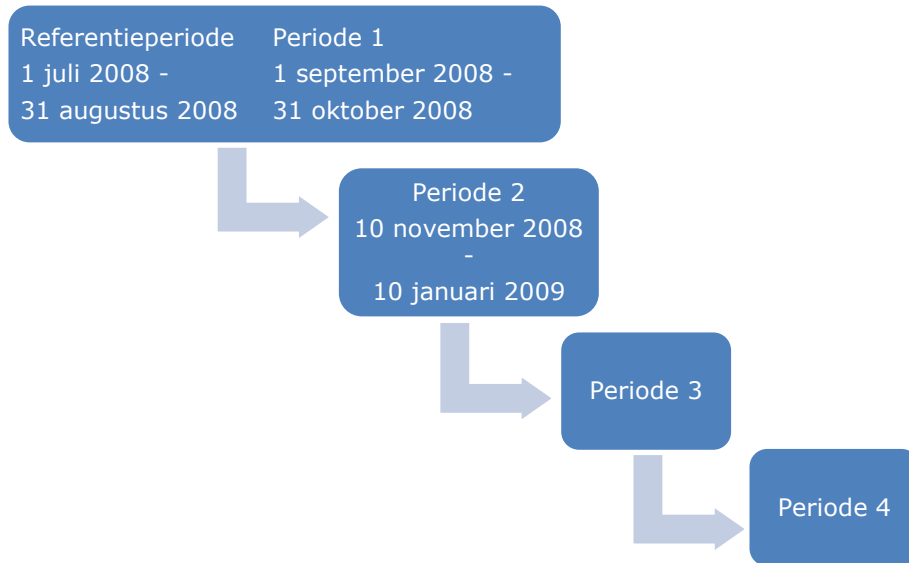 Referentieperiode
1 juli 2008 -
31 augustus 2008
Periode 1
1 september 2008 -
31 oktober 2008
Periode 2
10 november 2008
-
10 januari 2009
Periode 3
Periode 4